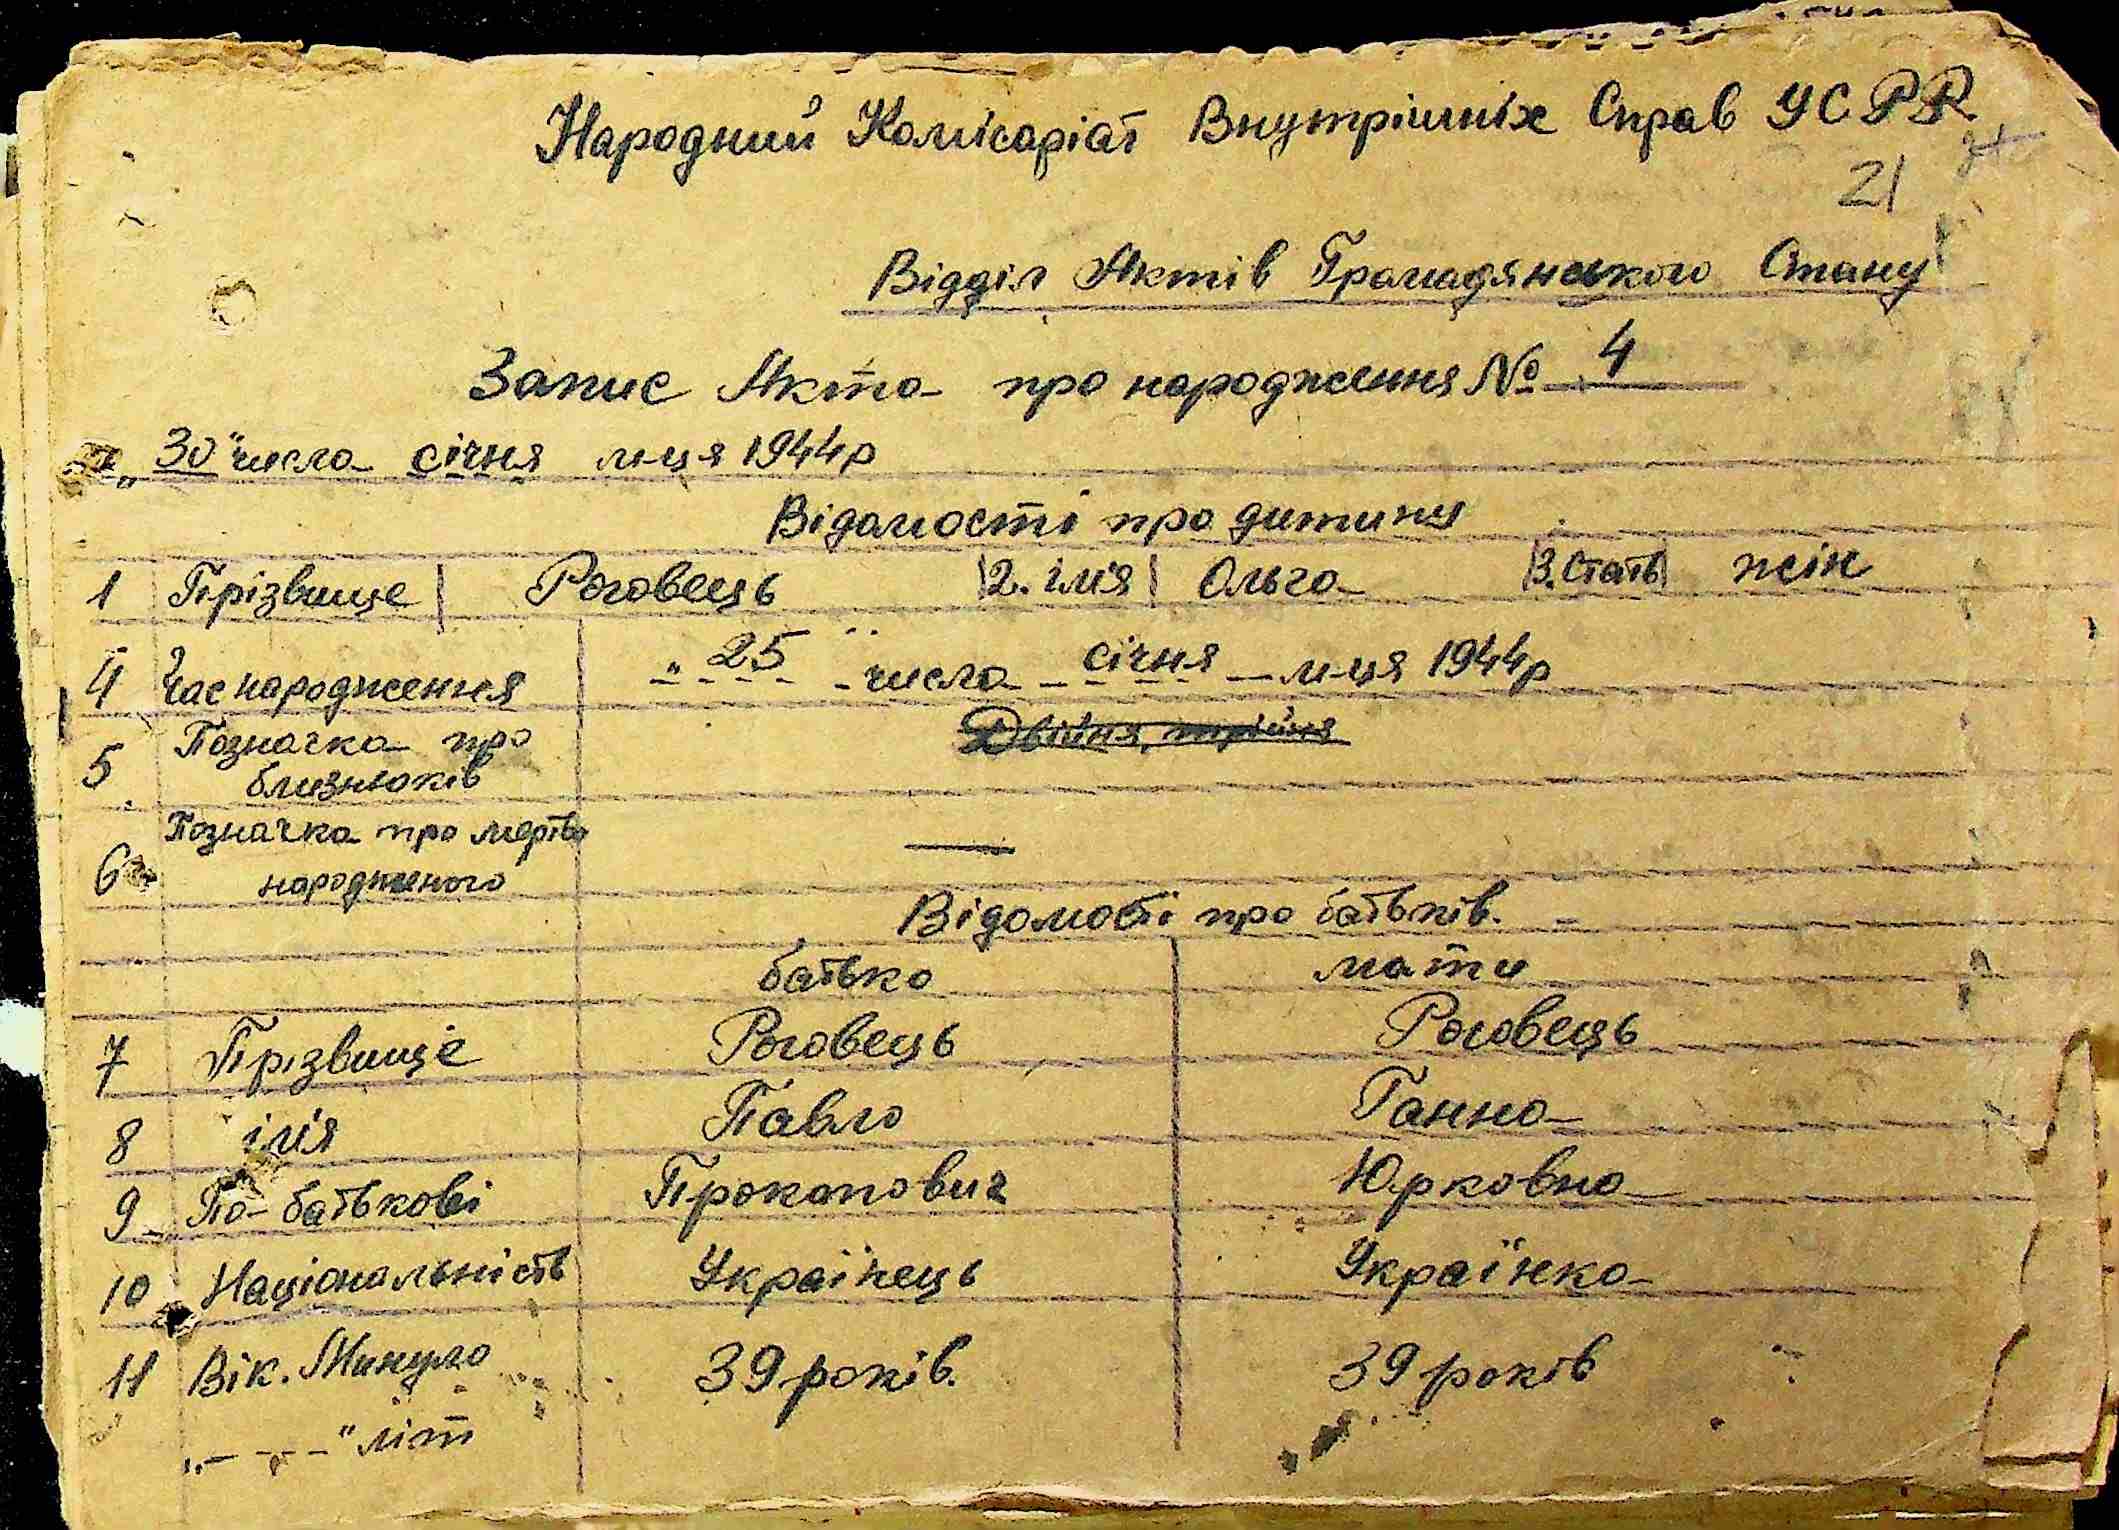 Народний Комісаріат Внутрішніх Справ УСРР.
21
Відділ Актів Громадянського Стану
Запис Акта про народження № 4
„30" числа січня м-ця 1944р
Відомості про дитину
1 Прізвище Роговець 2. ім'я Ольга 3. Стать жін
4 Час народження „25" числа січня м-ця 1944р
5 Позначка про близнюків Двійня, трійня
6 Позначка про мертво народженого —
Відомості про батьків.
батько мати
7 Прізвище Роговець Роговець
8 ім'я Павло Ганна
9 По-батькові Прокопович Юрковна
10 Національність Українець Українка
11 Вік. Минуло 39 років. 39 років
„ - - - " літ